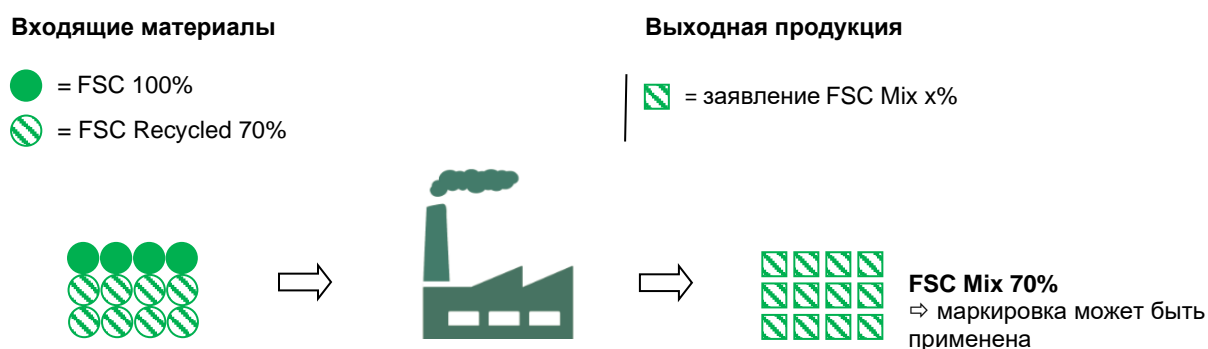 Входящие материалы
= FSC 100%
= FSC Recycled 70%
Выходная продукция
= заявление FSC Mix x%
FSC Mix 70%
⇨ маркировка может быть
применена